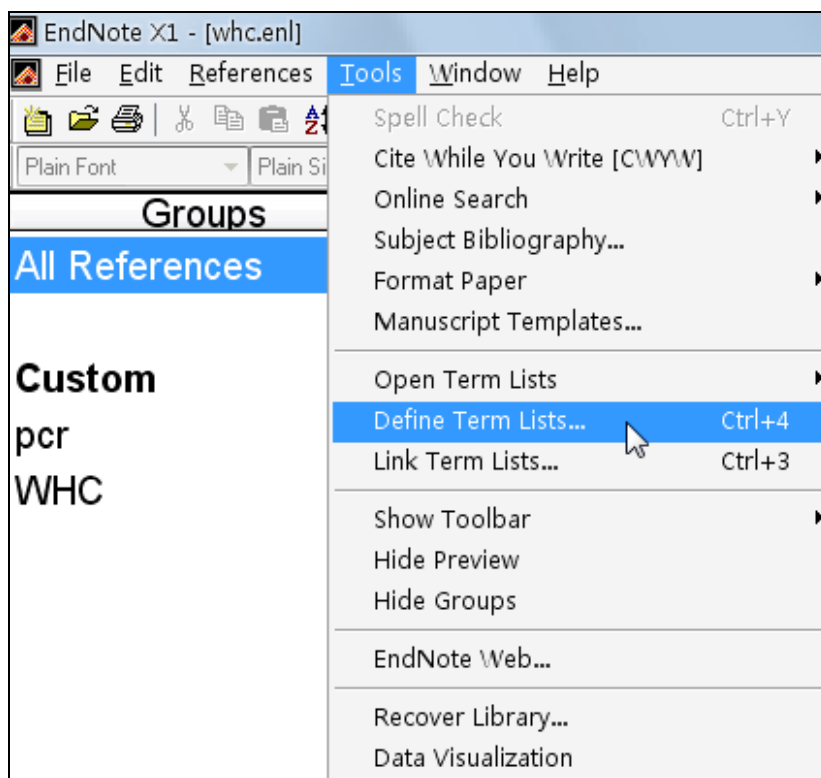 EndNote X1 - [whc.enl]
File Edit References Tools Window Help
Plain Font Plain Si
Groups
All References
Custom
pcr
WHC
Spell Check Ctrl+Y
Cite While You Write [CWYW]
Online Search
Subject Bibliography...
Format Paper
Manuscript Templates...
Open Term Lists
Define Term Lists... Ctrl+4
Link Term Lists... Ctrl+3
Show Toolbar
Hide Preview
Hide Groups
EndNote Web...
Recover Library...
Data Visualization